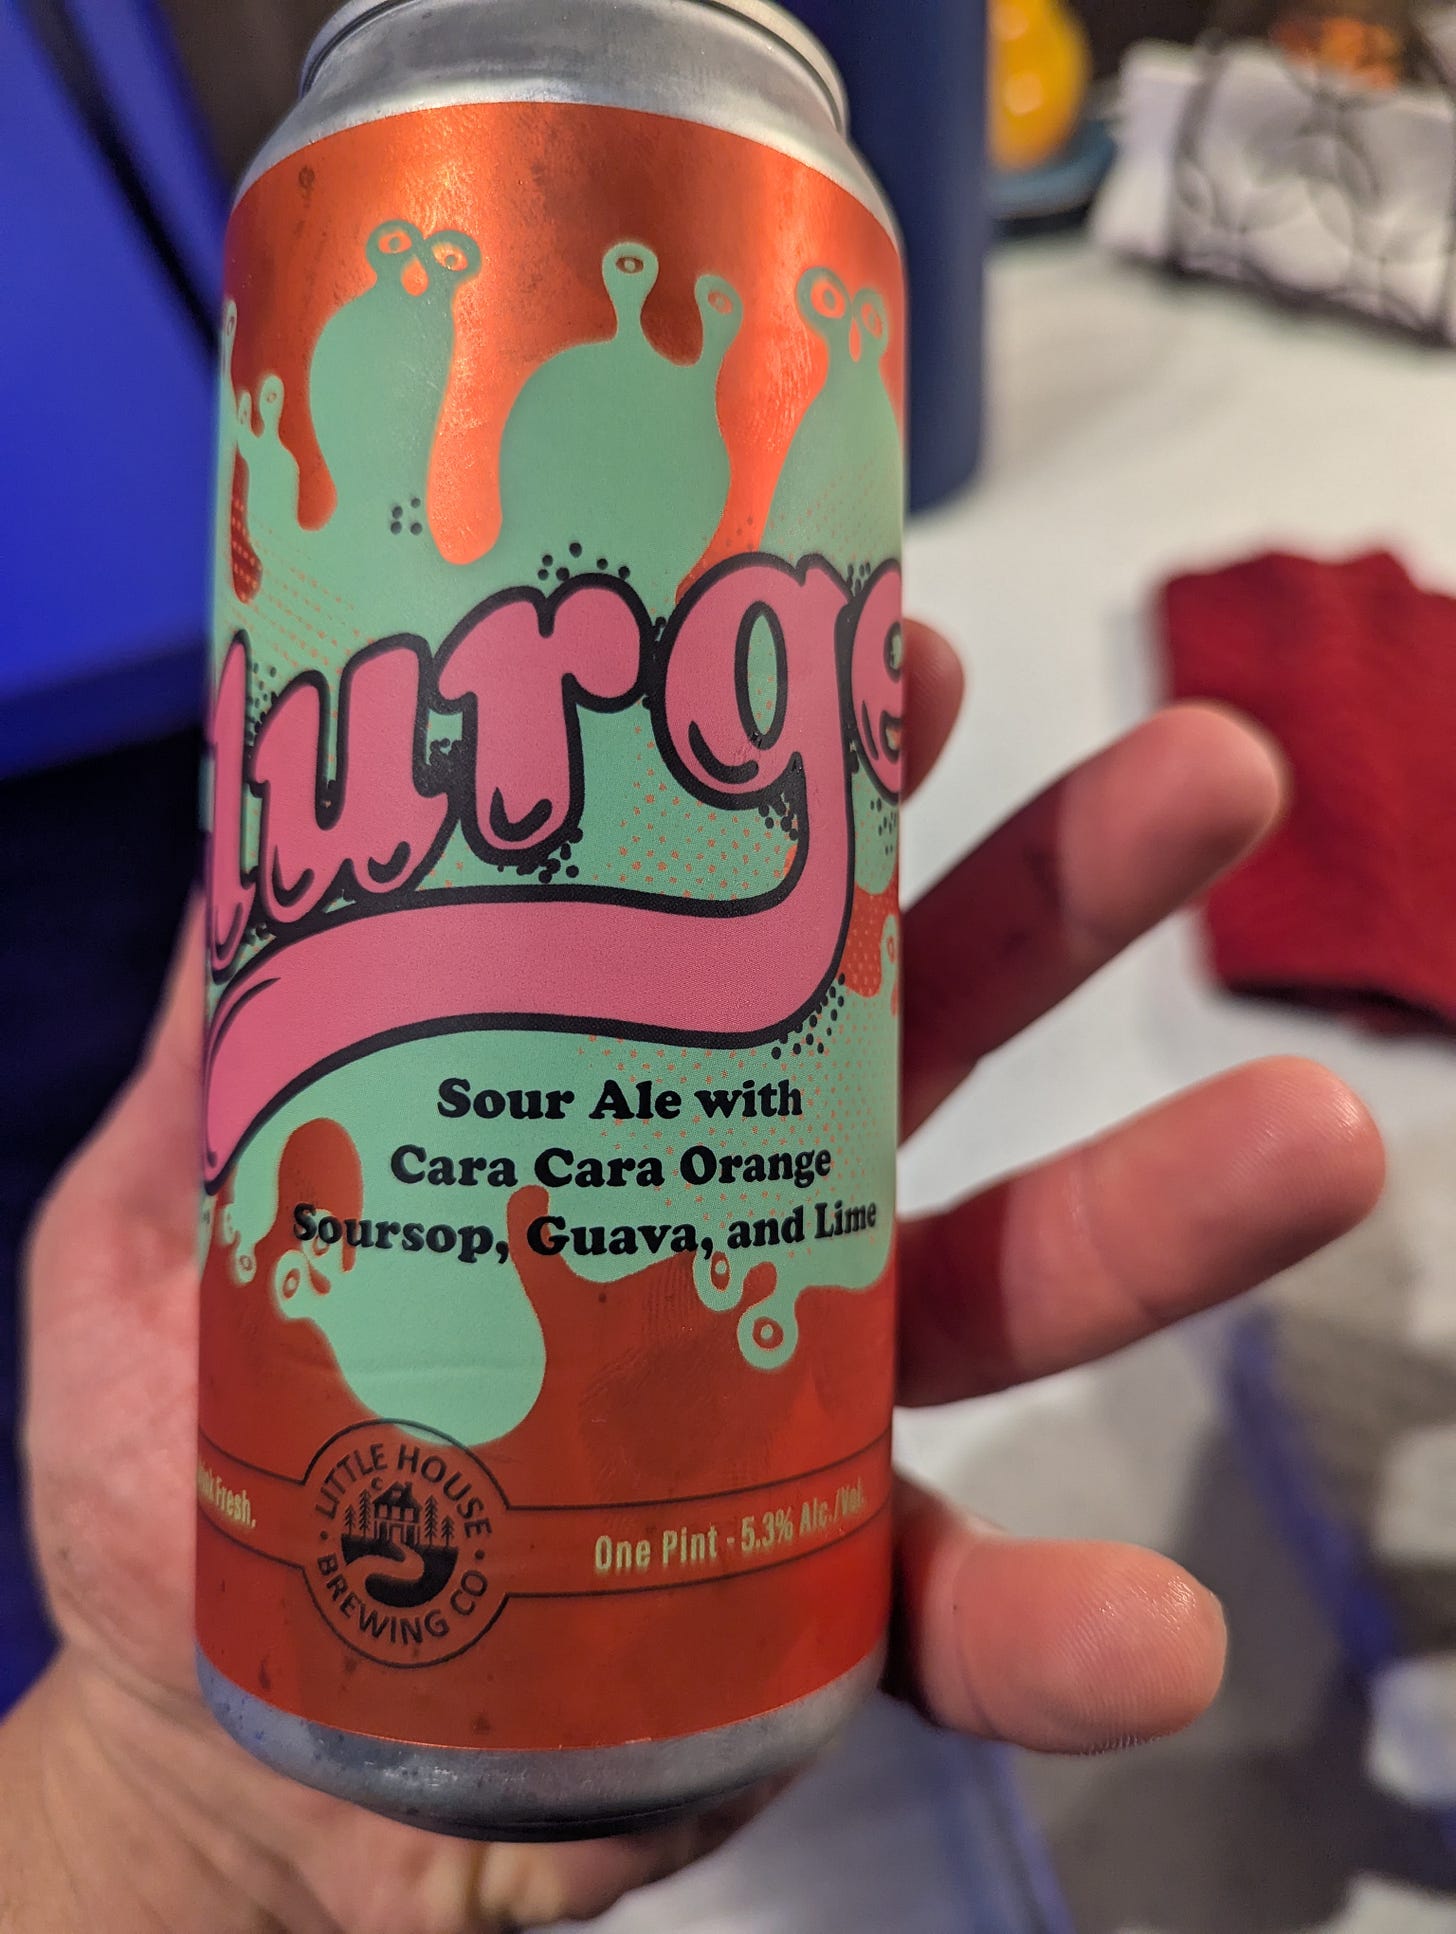 urge
Sour Ale with
Cara Cara Orange
Soursop, Guava, and Lime
LITTLE HOUSE
BREWING CO
Fresh.
One Pint - 5.3% Alc./Vol.